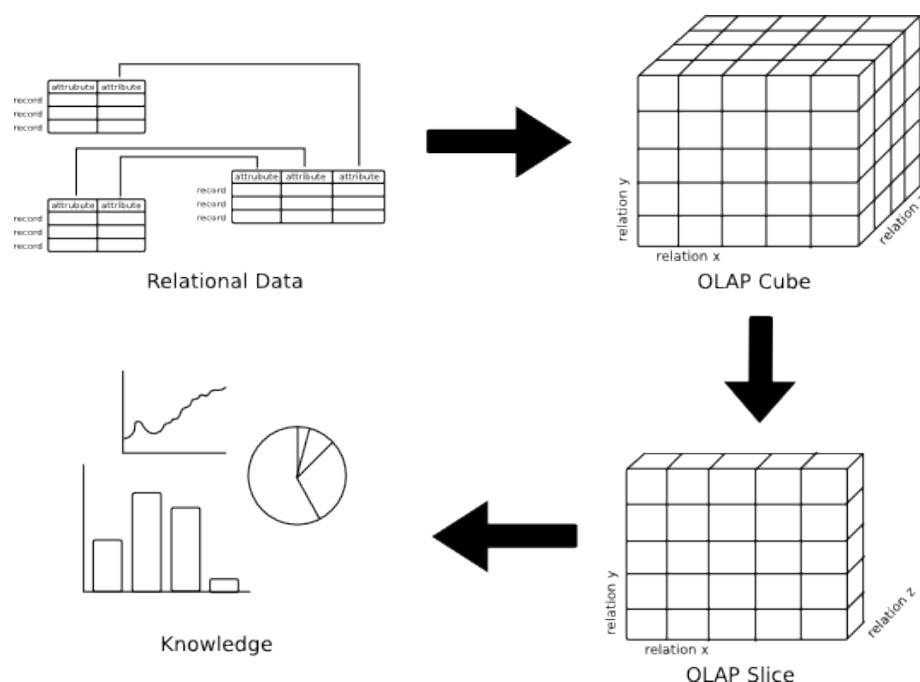 attrubute attribute
record
record
record
attrubute attribute
record
record
record
attrubute attribute attribute
record
record
record
Relational Data
relation y
relation x
relation
OLAP Cube
relation y
relation x
relation z
OLAP Slice
Knowledge